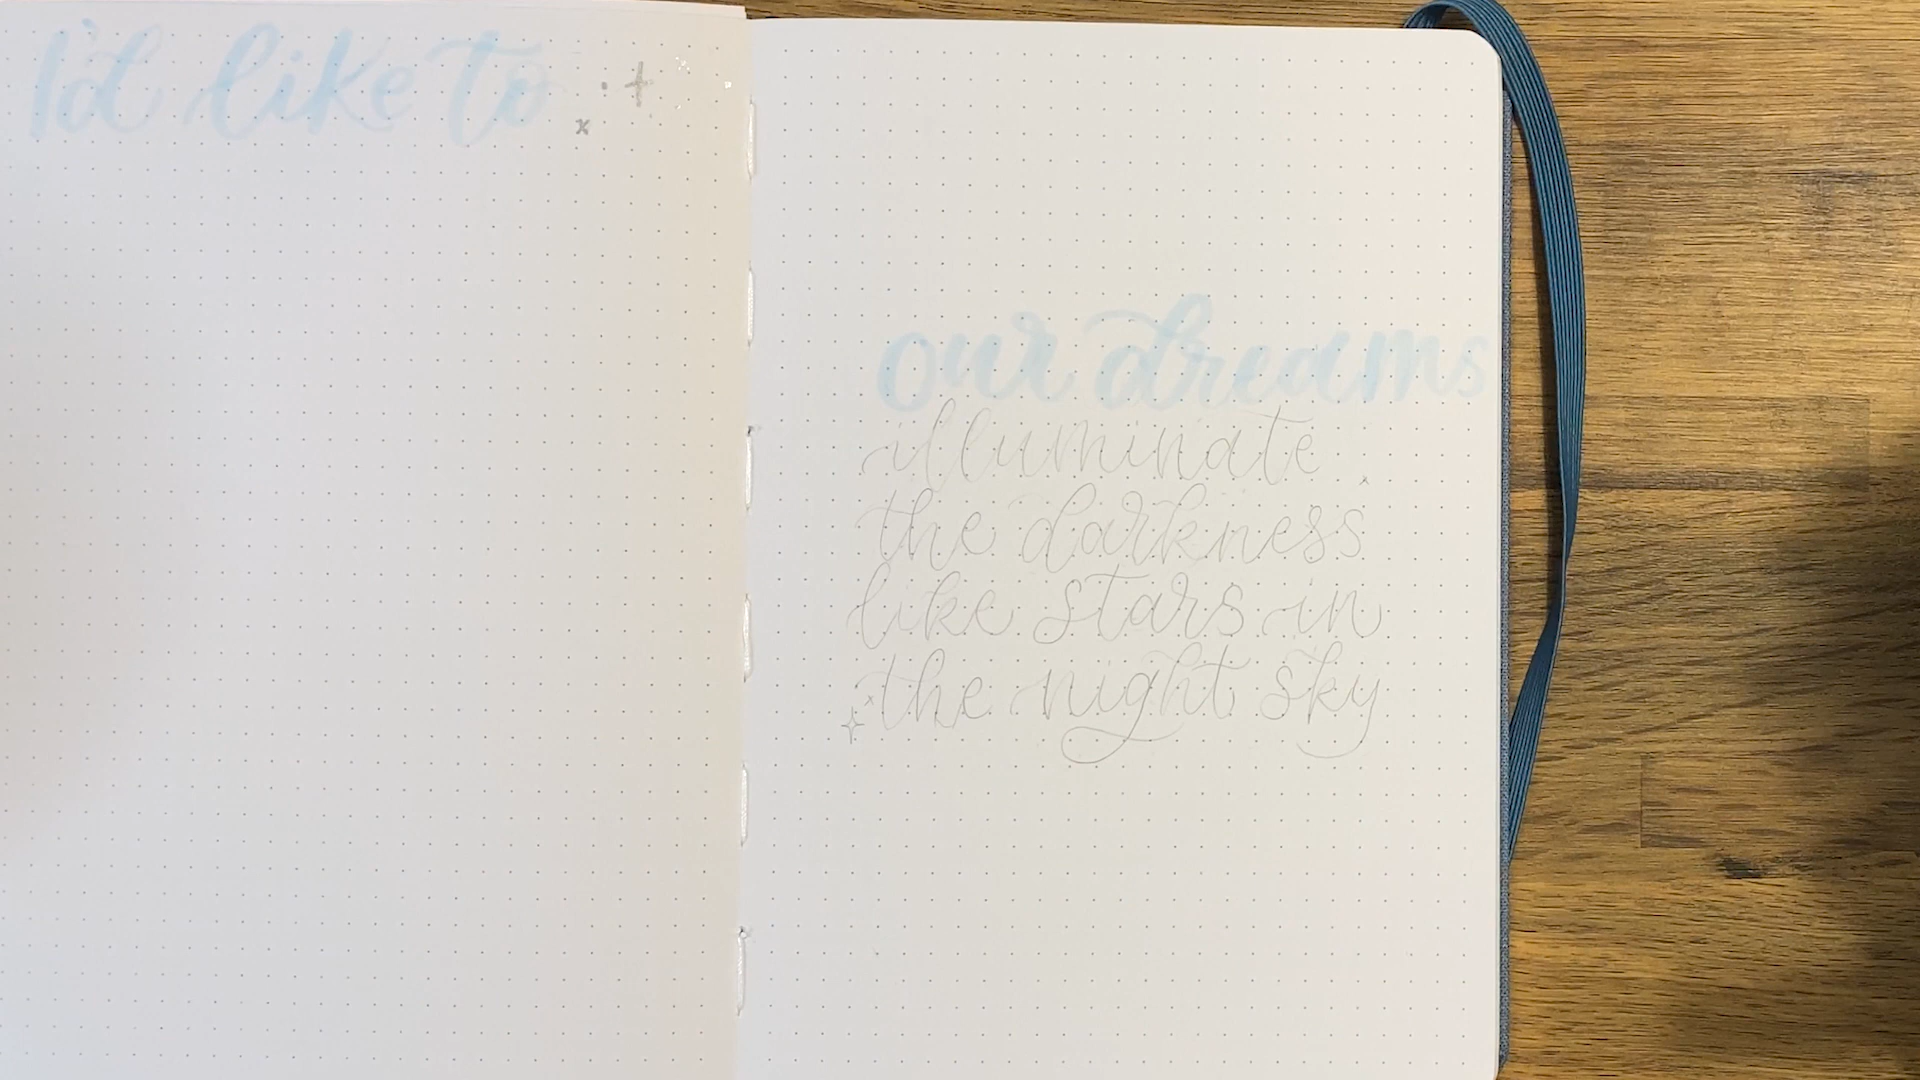 I'd like to
our dreams
illuminate
the darkness
like stars in
the night sky